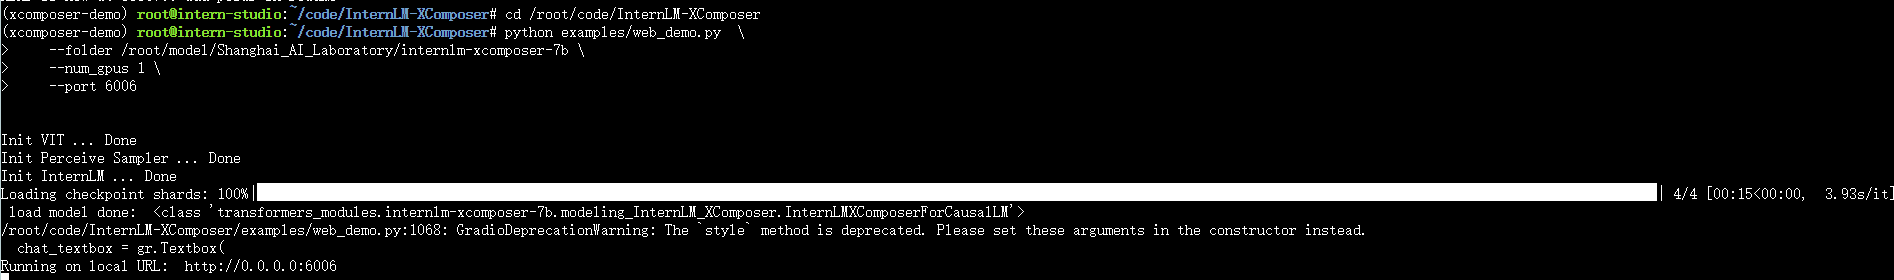 (xcomposer-demo) root@intern-studio:~/code/InternLM-XComposer# cd /root/code/InternLM-XComposer
(xcomposer-demo) root@intern-studio:~/code/InternLM-XComposer# python examples/web_demo.py  \
>     --folder /root/model/Shanghai_AI_Laboratory/internlm-xcomposer-7b \
>     --num_gpus 1 \
>     --port 6006
Init VIT ... Done
Init Perceive Sampler ... Done
Init InternLM ... Done
Loading checkpoint shards: 100%| | 4/4 [00:15<00:00,  3.93s/it]
 load model done:  <class 'transformers_modules.internlm-xcomposer-7b.modeling_InternLM_XComposer.InternLMXComposerForCausalLM'>
/root/code/InternLM-XComposer/examples/web_demo.py:1068: GradioDeprecationWarning: The `style` method is deprecated. Please set these arguments in the constructor instead.
  chat_textbox = gr.Textbox(
Running on local URL:  http://0.0.0.0:6006